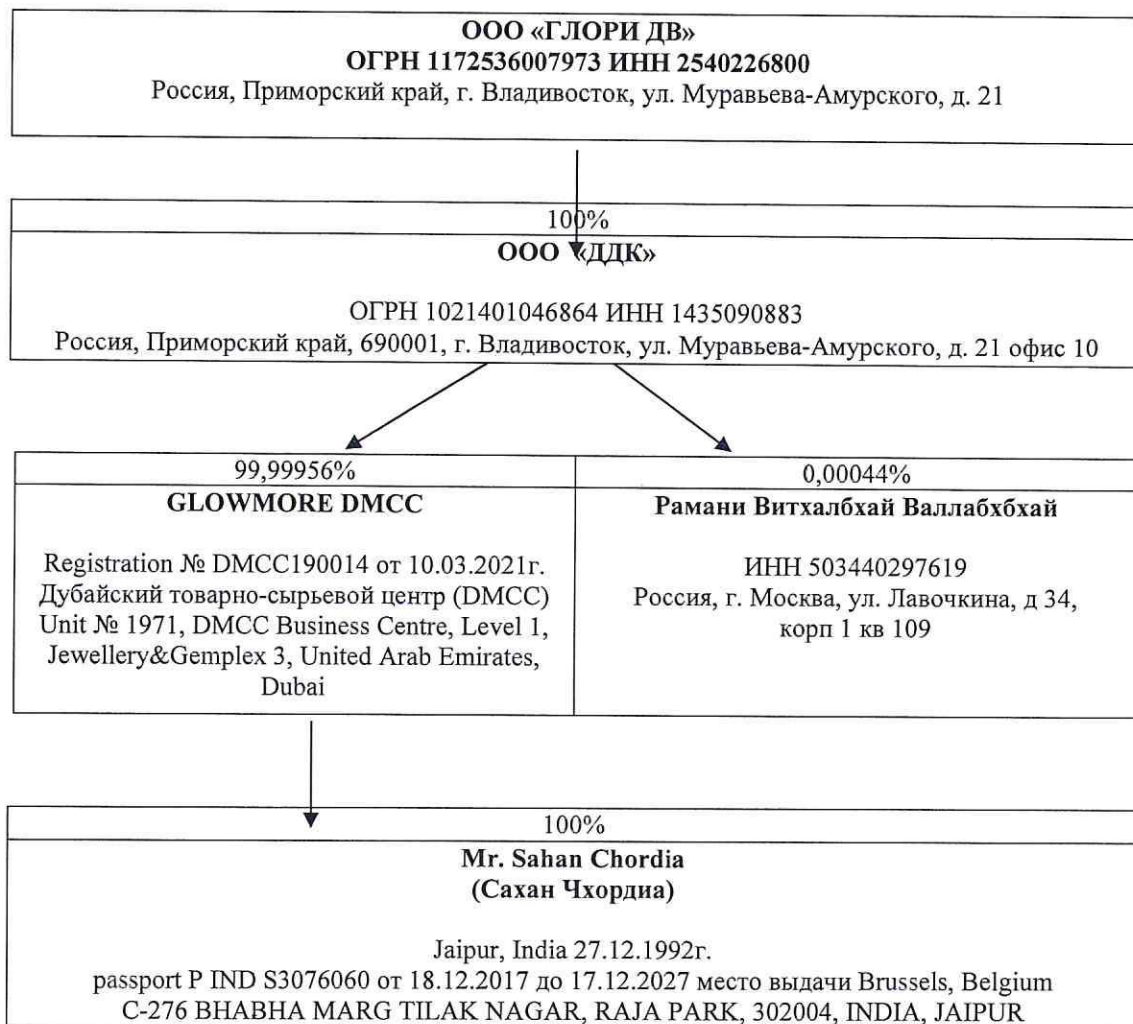 ООО «ГЛОРИ ДВ»
ОГРН 1172536007973 ИНН 2540226800
Россия, Приморский край, г. Владивосток, ул. Муравьева-Амурского, д. 21
100%
ООО «ДДК»
ОГРН 1021401046864 ИНН 1435090883
Россия, Приморский край, 690001, г. Владивосток, ул. Муравьева-Амурского, д. 21 офис 10
99,99956%
GLOWMORE DMCC
Registration № DMCC190014 от 10.03.2021г.
Дубайский товарно-сырьевой центр (DMCC)
Unit № 1971, DMCC Business Centre, Level 1,
Jewellery&Gemplex 3, United Arab Emirates,
Dubai
0,00044%
Рамани Витхалбхай Валлабхбхай
ИНН 503440297619
Россия, г. Москва, ул. Лавочкина, д 34,
корп 1 кв 109
100%
Mr. Sahan Chordia
(Сахан Чхордиа)
Jaipur, India 27.12.1992г.
passport P IND S3076060 от 18.12.2017 до 17.12.2027 место выдачи Brussels, Belgium
C-276 BHABHA MARG TILAK NAGAR, RAJA PARK, 302004, INDIA, JAIPUR